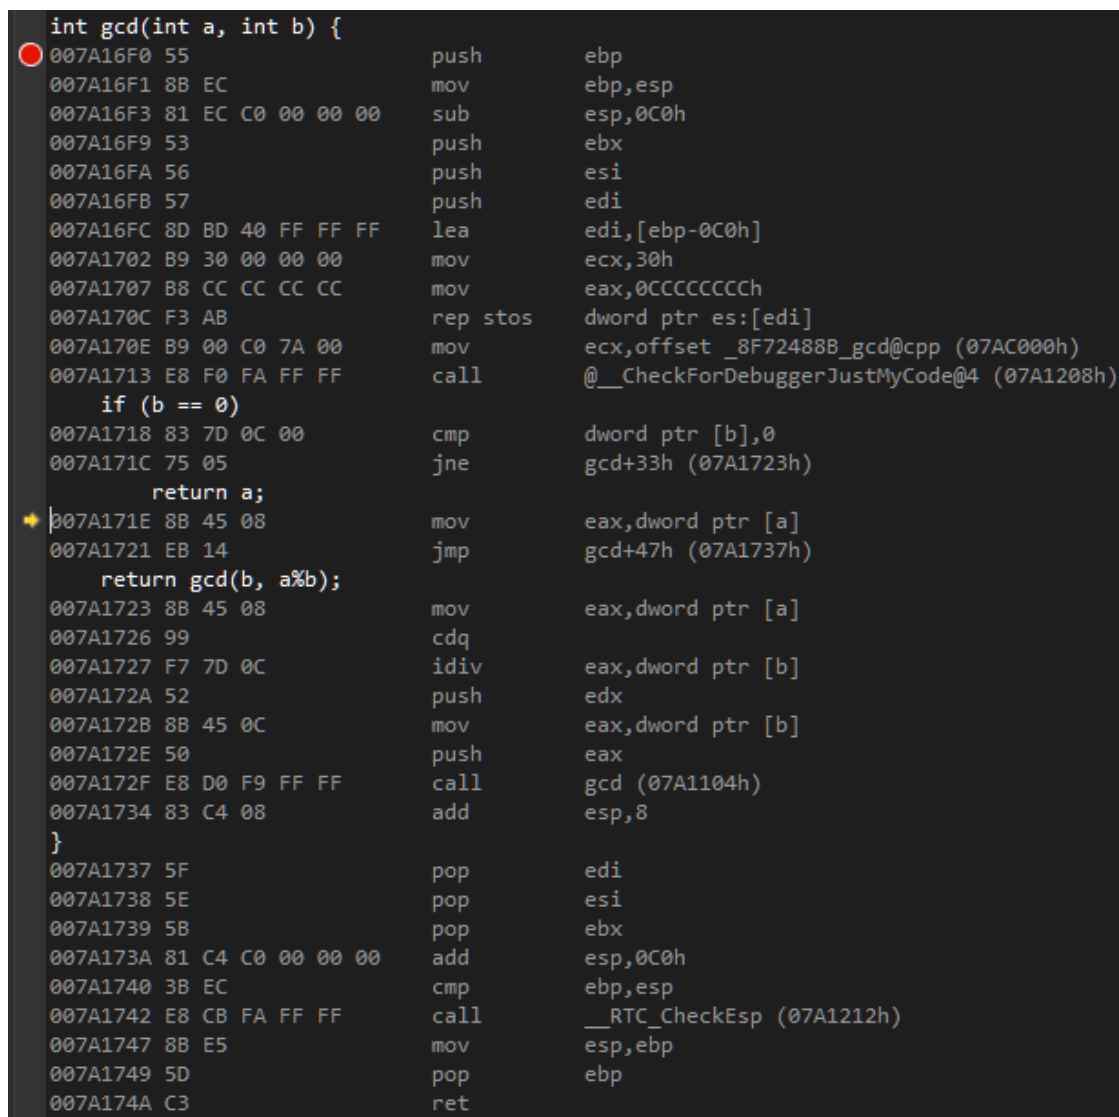 int gcd(int a, int b) {
007A16F0 55 push ebp
007A16F1 8B EC mov ebp,esp
007A16F3 81 EC C0 00 00 00 sub esp,0C0h
007A16F9 53 push ebx
007A16FA 56 push esi
007A16FB 57 push edi
007A16FC 8D BD 40 FF FF FF lea edi,[ebp-0C0h]
007A1702 B9 30 00 00 00 mov ecx,30h
007A1707 B8 CC CC CC CC mov eax,0CCCCCCCCh
007A170C F3 AB rep stos dword ptr es:[edi]
007A170E B9 00 C0 7A 00 mov ecx,offset _8F72488B_gcd@cpp (07AC000h)
007A1713 E8 F0 FA FF FF call @__CheckForDebuggerJustMyCode@4 (07A1208h)
if (b == 0)
007A1718 83 7D 0C 00 cmp dword ptr [b],0
007A171C 75 05 jne gcd+33h (07A1723h)
return a;
007A171E 8B 45 08 mov eax,dword ptr [a]
007A1721 EB 14 jmp gcd+47h (07A1737h)
return gcd(b, a%b);
007A1723 8B 45 08 mov eax,dword ptr [a]
007A1726 99 cdq
007A1727 F7 7D 0C idiv eax,dword ptr [b]
007A172A 52 push edx
007A172B 8B 45 0C mov eax,dword ptr [b]
007A172E 50 push eax
007A172F E8 D0 F9 FF FF call gcd (07A1104h)
007A1734 83 C4 08 add esp,8
}
007A1737 5F pop edi
007A1738 5E pop esi
007A1739 5B pop ebx
007A173A 81 C4 C0 00 00 00 add esp,0C0h
007A1740 3B EC cmp ebp,esp
007A1742 E8 CB FA FF FF call __RTC_CheckEsp (07A1212h)
007A1747 8B E5 mov esp,ebp
007A1749 5D pop ebp
007A174A C3 ret